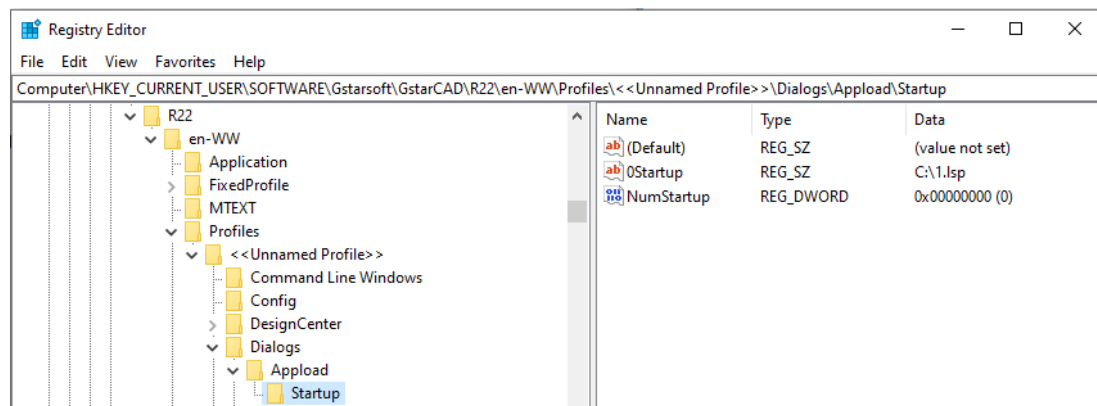 Registry Editor
File Edit View Favorites Help
Computer\HKEY_CURRENT_USER\SOFTWARE\Gstarsoft\GstarCAD\R22\en-WW\Profiles\<<Unnamed Profile>>\Dialogs\Appload\Startup
R22
en-WW
Application
FixedProfile
MTEXT
Profiles
<<Unnamed Profile>>
Command Line Windows
Config
DesignCenter
Dialogs
Appload
Startup
Name Type Data
(Default) REG_SZ (value not set)
0Startup REG_SZ C:\1.lsp
NumStartup REG_DWORD 0x00000000 (0)